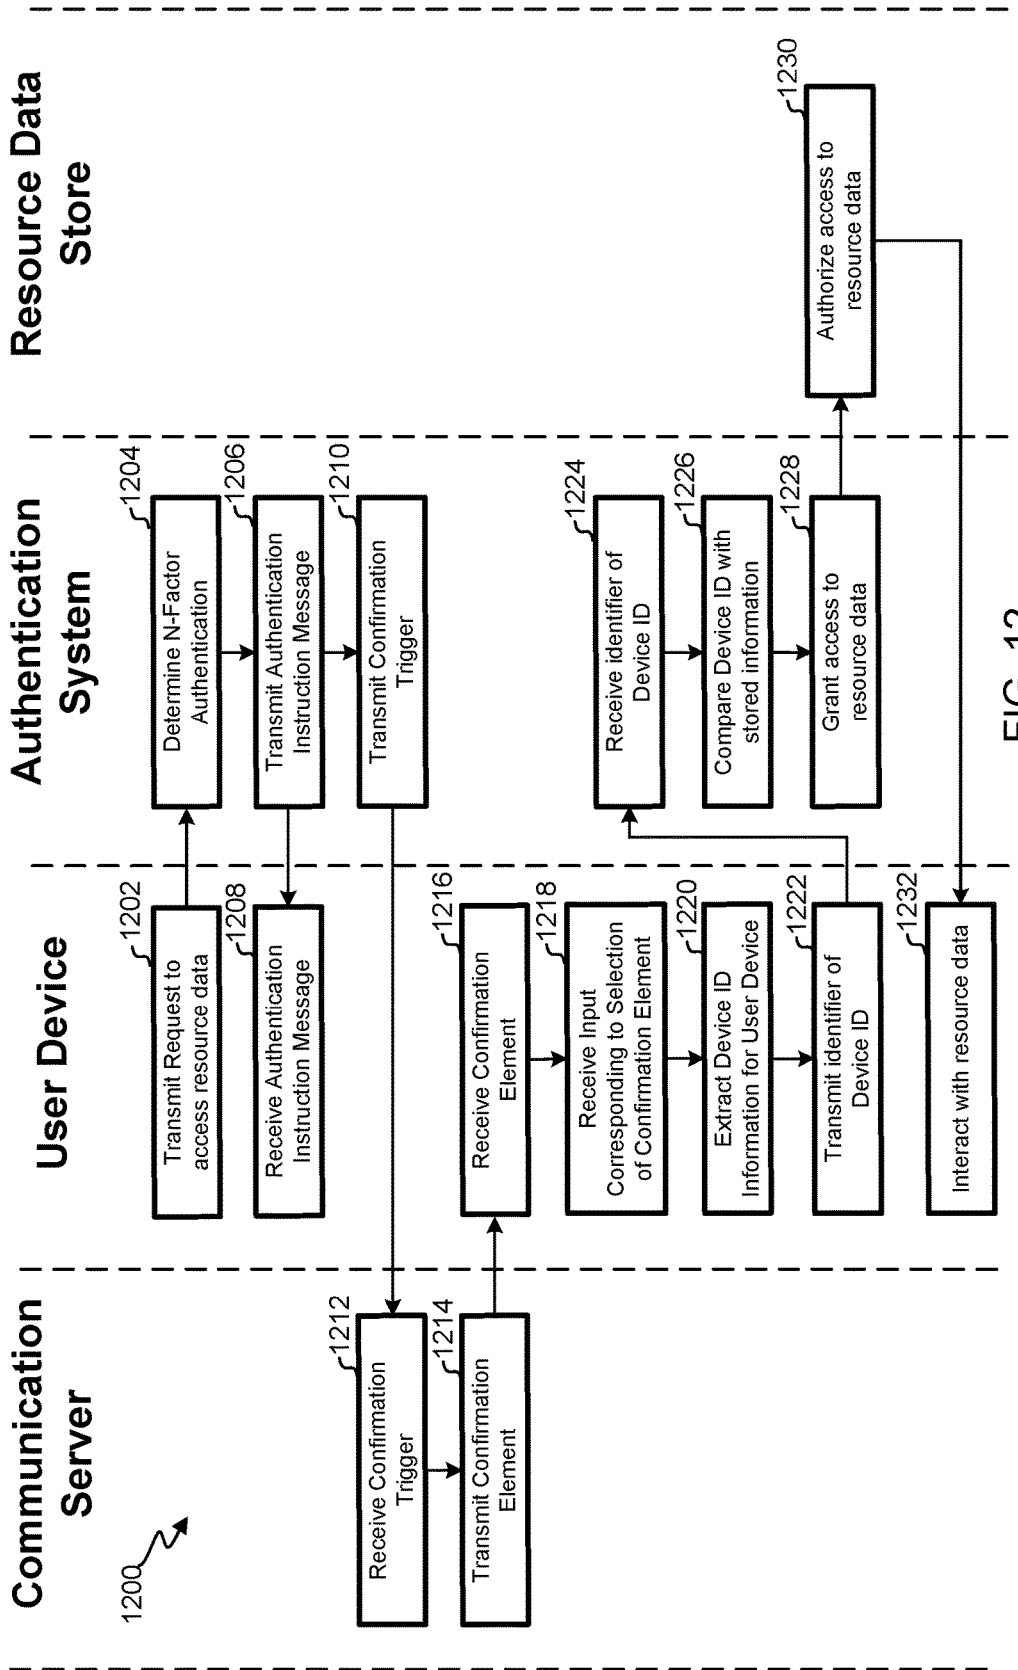 Communication
Server
User Device
Authentication
System
Resource Data
Store
1200
1202
Transmit Request to
access resource data
1204
Determine N-Factor
Authentication
1206
Transmit Authentication
Instruction Message
1208
Receive Authentication
Instruction Message
1210
Transmit Confirmation
Trigger
1212
Receive Confirmation
Trigger
1214
Transmit Confirmation
Element
1216
Receive Confirmation
Element
1218
Receive Input
Corresponding to Selection
of Confirmation Element
1220
Extract Device ID
Information for User Device
1222
Transmit identifier of
Device ID
1224
Receive identifier of
Device ID
1226
Compare Device ID with
stored information
1228
Grant access to
resource data
1230
Authorize access to
resource data
1232
Interact with resource data
FIG. 12